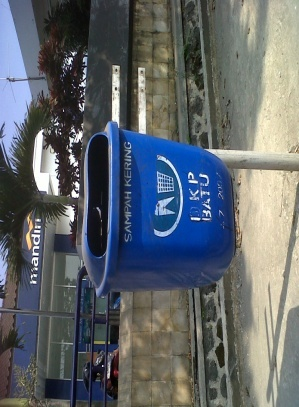 SAMPAH KERING
DKP
BATU
mandiri